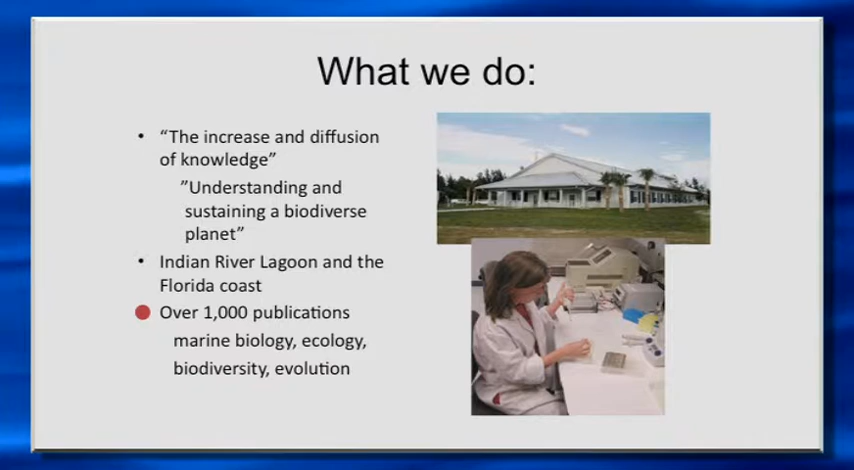 What we do:
• “The increase and diffusion
of knowledge”
”Understanding and
sustaining a biodiverse
planet”
• Indian River Lagoon and the
Florida coast
Over 1,000 publications
marine biology, ecology,
biodiversity, evolution